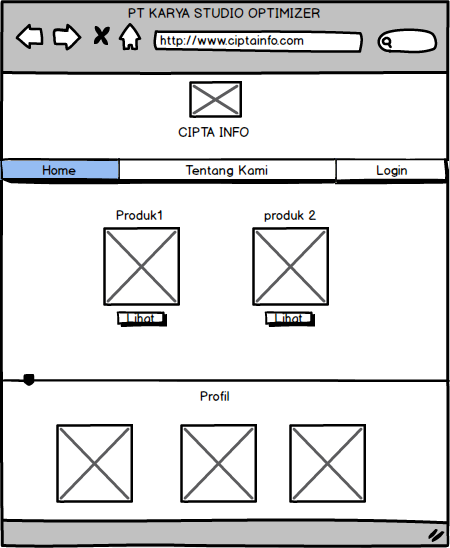 PT KARYA STUDIO OPTIMIZER
http://www.ciptainfo.com
CIPTA INFO
Home Tentang Kami Login
Produk1 produk 2
Lihat Lihat
Profil